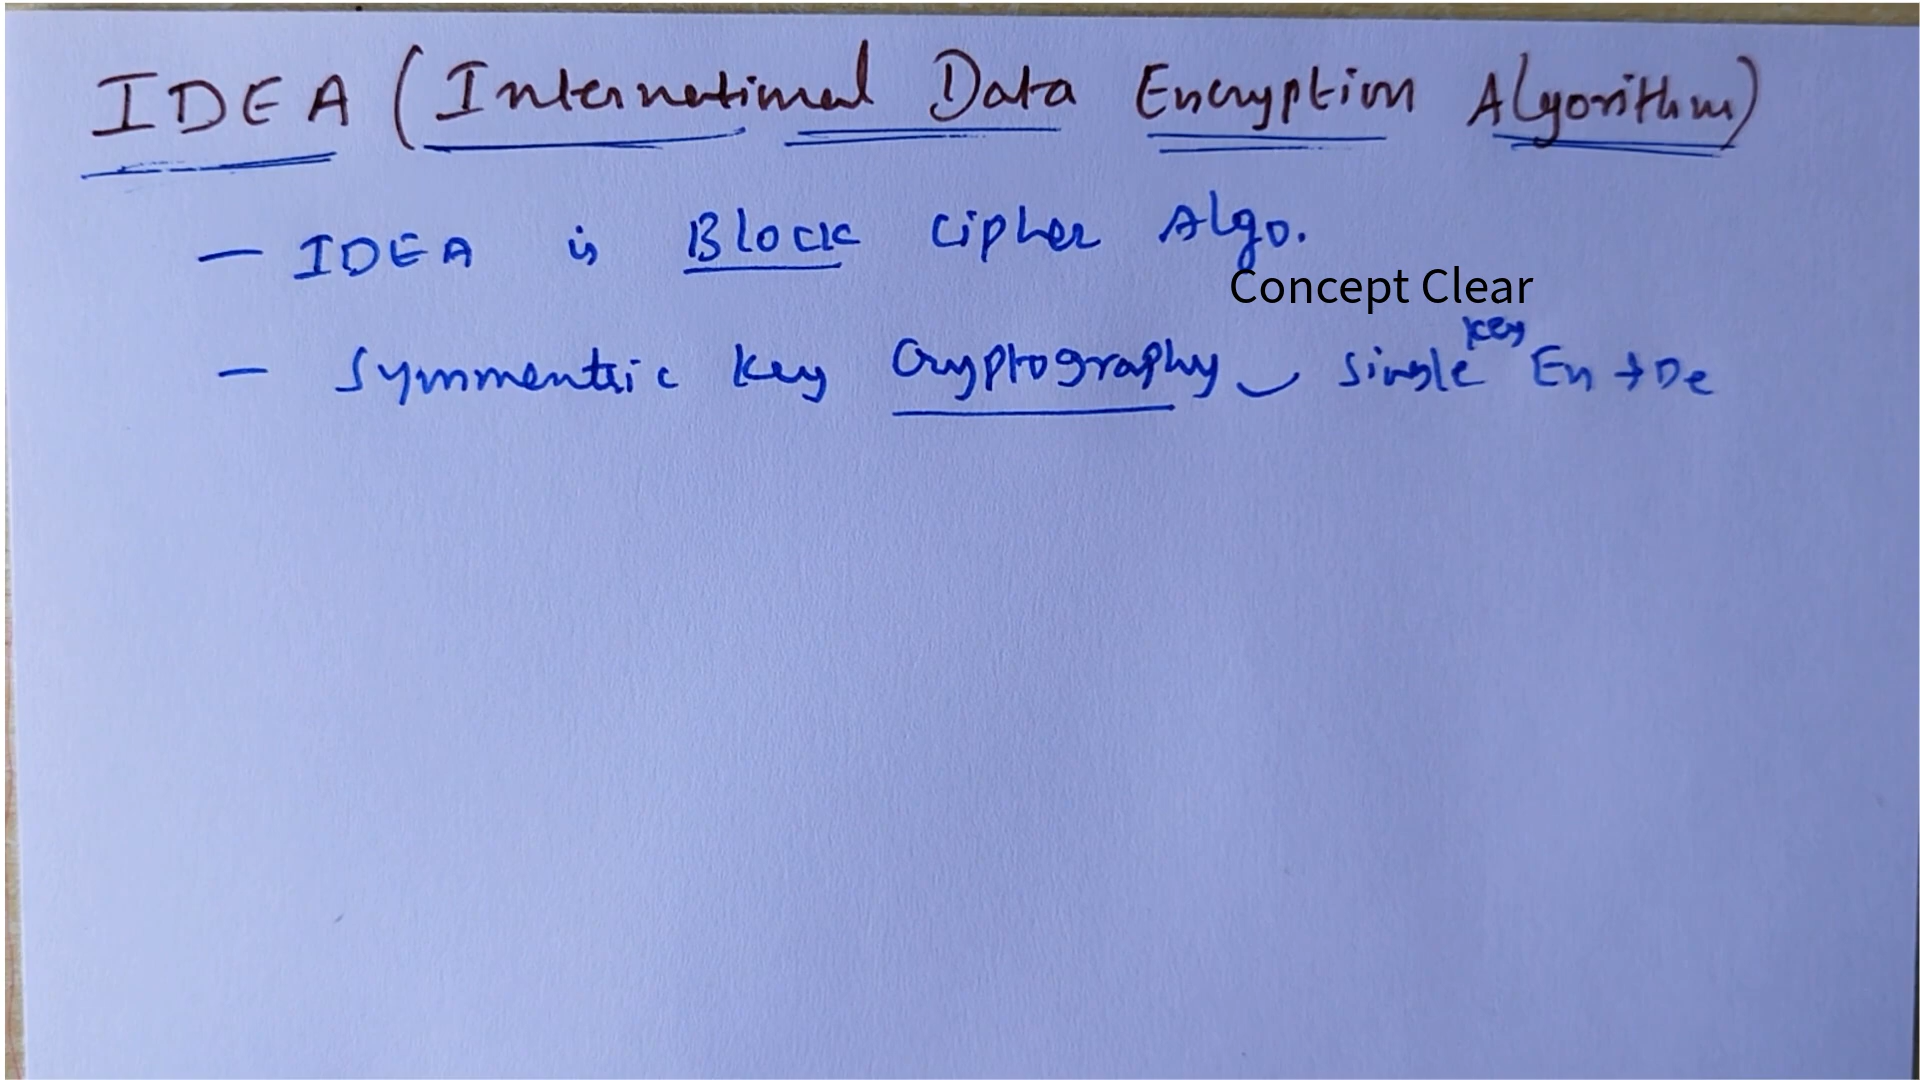 IDEA (International Data Encryption Algorithm)
— IDEA is Block Cipher Algo.
Concept Clear
— Symmentric Key Cryptography – Single key En + De